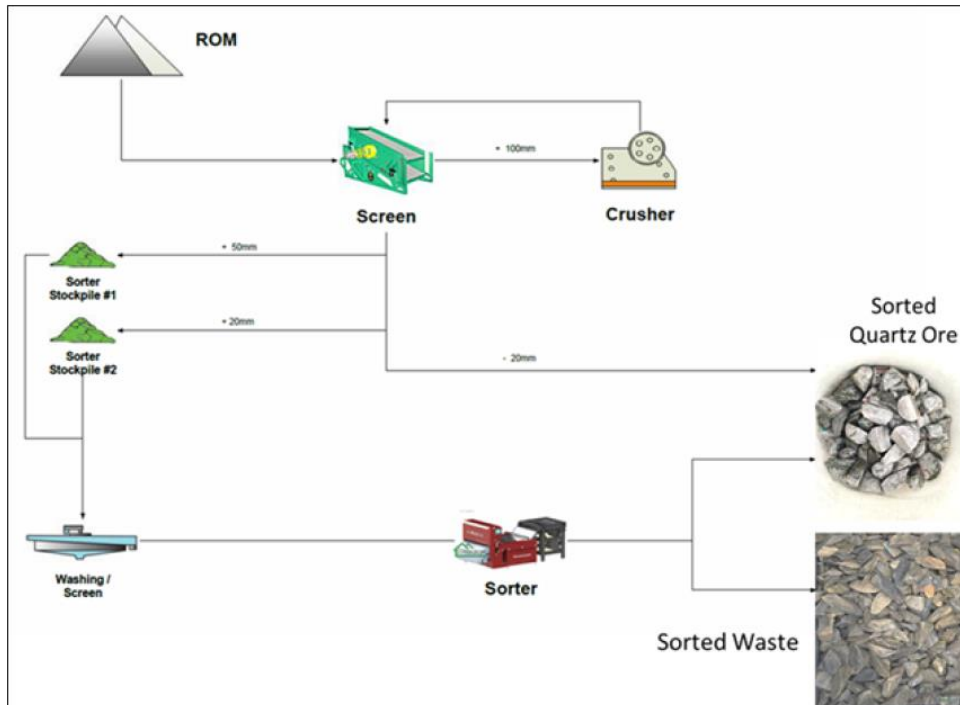 ROM
+ 100mm
Screen
Crusher
+ 50mm
Sorter
Stockpile #1
+ 20mm
Sorter
Stockpile #2
- 20mm
Sorted
Quartz Ore
Washing /
Screen
Sorter
Sorted Waste